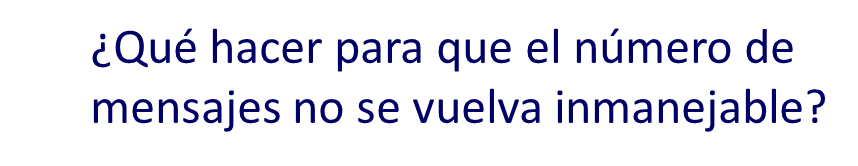 ¿Qué hacer para que el número de
mensajes no se vuelva inmanejable?